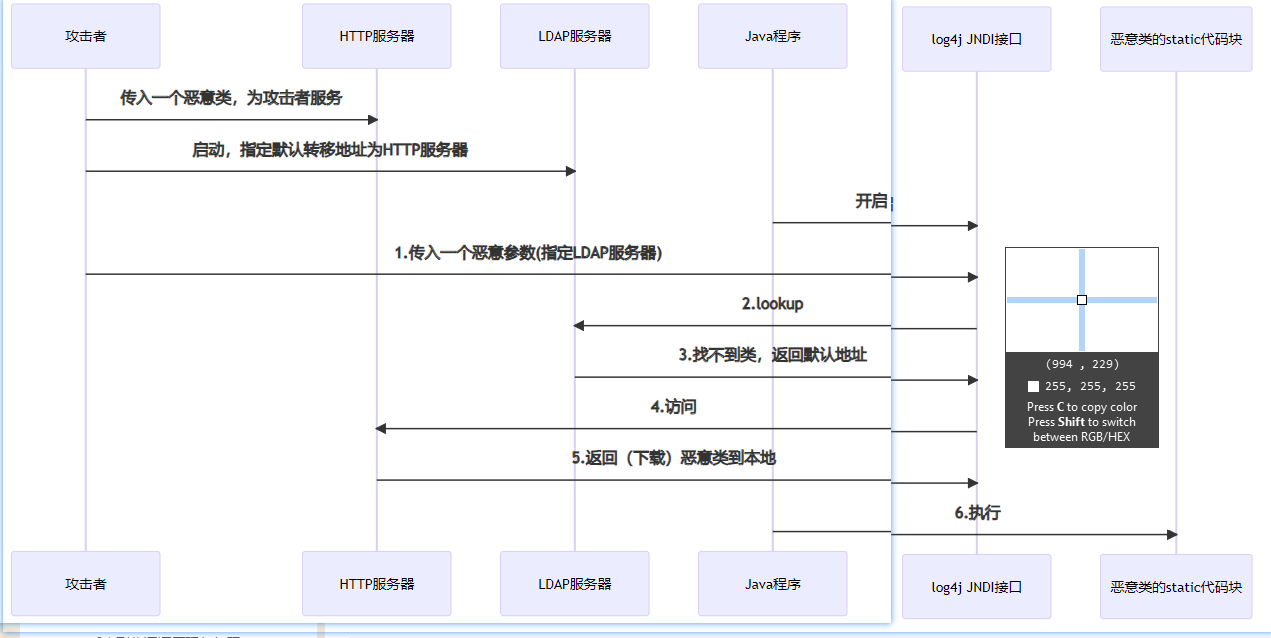 攻击者
HTTP服务器
LDAP服务器
Java程序
log4j JNDI接口
恶意类的static代码块
传入一个恶意类，为攻击者服务
启动，指定默认转移地址为HTTP服务器
开启
1.传入一个恶意参数(指定LDAP服务器)
2.lookup
3.找不到类，返回默认地址
(994 , 229)
255, 255, 255
Press C to copy color
Press Shift to switch
between RGB/HEX
4.访问
5.返回（下载）恶意类到本地
6.执行
攻击者
HTTP服务器
LDAP服务器
Java程序
log4j JNDI接口
恶意类的static代码块